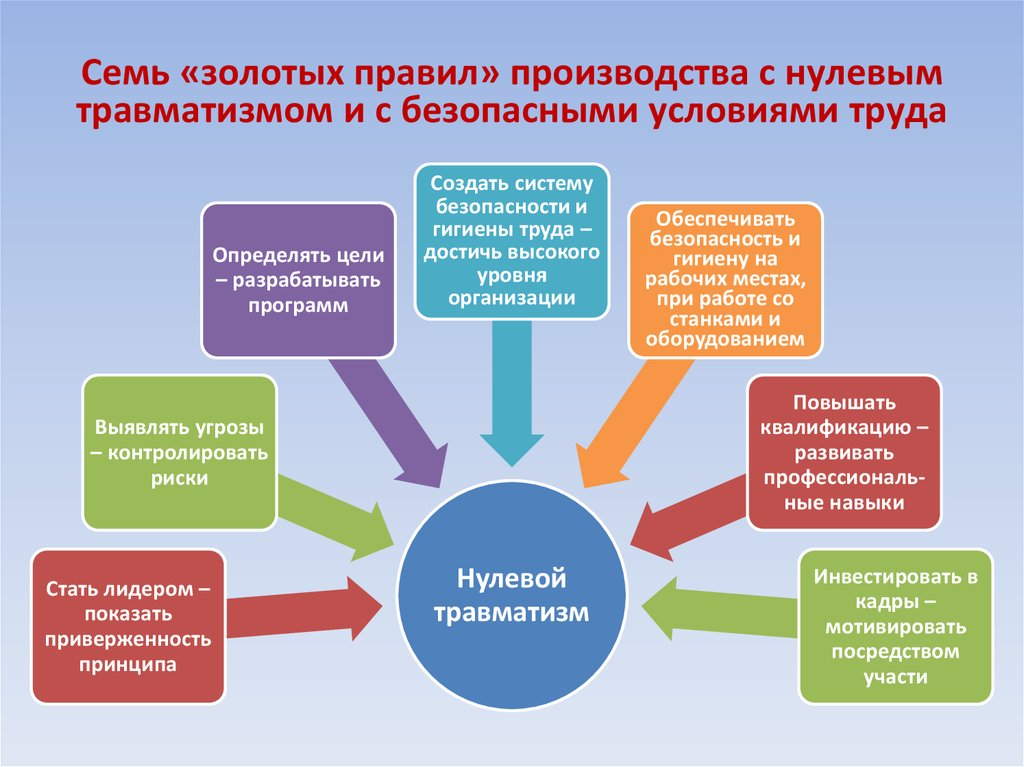 Семь «золотых правил» производства с нулевым
травматизмом и с безопасными условиями труда
Стать лидером –
показать
приверженность
принципа
Выявлять угрозы
– контролировать
риски
Определять цели
– разрабатывать
программ
Создать систему
безопасности и
гигиены труда –
достичь высокого
уровня
организации
Обеспечивать
безопасность и
гигиену на
рабочих местах,
при работе со
станками и
оборудованием
Повышать
квалификацию –
развивать
профессиональ-
ные навыки
Инвестировать в
кадры –
мотивировать
посредством
участи
Нулевой
травматизм